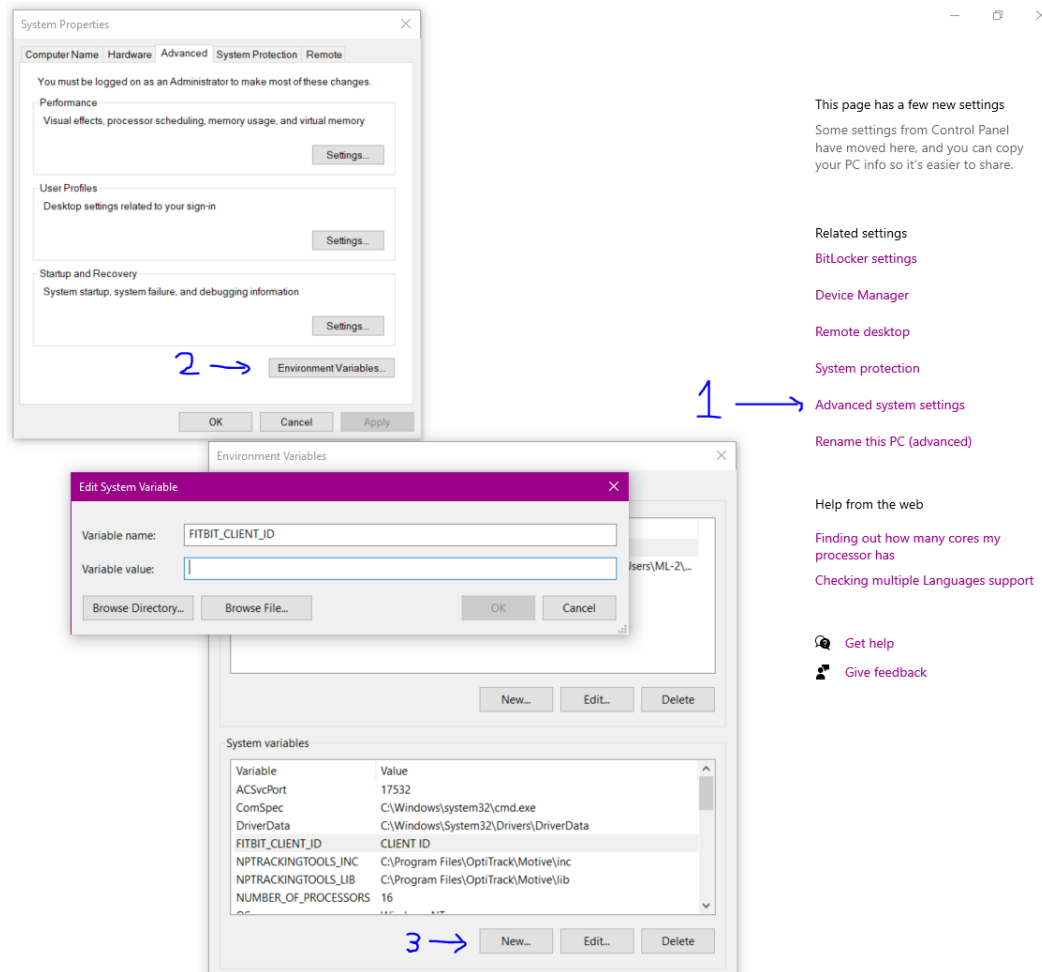 System Properties
Computer Name Hardware Advanced System Protection Remote
You must be logged on as an Administrator to make most of these changes.
Performance
Visual effects, processor scheduling, memory usage, and virtual memory
Settings...
User Profiles
Desktop settings related to your sign-in
Settings...
Startup and Recovery
System startup, system failure, and debugging information
Settings...
2
Environment Variables...
OK Cancel Apply
This page has a few new settings
Some settings from Control Panel
have moved here, and you can copy
your PC info so it's easier to share.
Related settings
BitLocker settings
Device Manager
Remote desktop
System protection
1
Advanced system settings
Rename this PC (advanced)
Help from the web
Finding out how many cores my
processor has
Checking multiple Languages support
Get help
Give feedback
Environment Variables
Edit System Variable
Variable name: FITBIT_CLIENT_ID
Variable value:
Browse Directory... Browse File... OK Cancel
New... Edit... Delete
System variables
Variable Value
ACSvcPort 17532
ComSpec C:\Windows\system32\cmd.exe
DriverData C:\Windows\System32\Drivers\DriverData
FITBIT_CLIENT_ID CLIENT ID
NPTRACKINGTOOLS_INC C:\Program Files\OptiTrack\Motive\inc
NPTRACKINGTOOLS_LIB C:\Program Files\OptiTrack\Motive\lib
NUMBER_OF_PROCESSORS 16
3
New... Edit... Delete